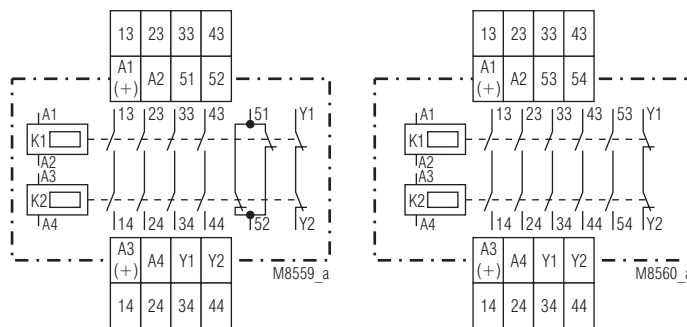 13 23 33 43
A1 (+) A2 51 52
A1 13 23 33 43 51 Y1
K1
A2
A3
K2
A4 14 24 34 44 52 Y2
A3 (+) A4 Y1 Y2
M8559_a
14 24 34 44
13 23 33 43
A1 (+) A2 53 54
A1 13 23 33 43 53 Y1
K1
A2
A3
K2
A4 14 24 34 44 54 Y2
A3 (+) A4 Y1 Y2
M8560_a
14 24 34 44